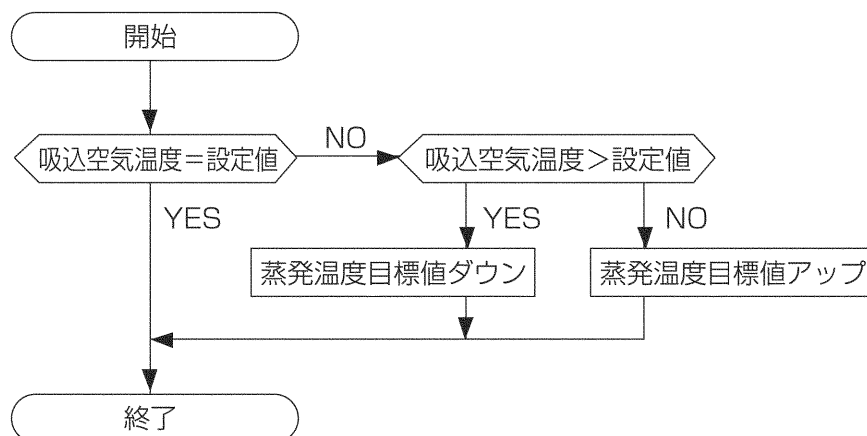 開始
吸込空気温度＝設定値
NO
吸込空気温度＞設定値
YES
YES
NO
蒸発温度目標値ダウン
蒸発温度目標値アップ
終了